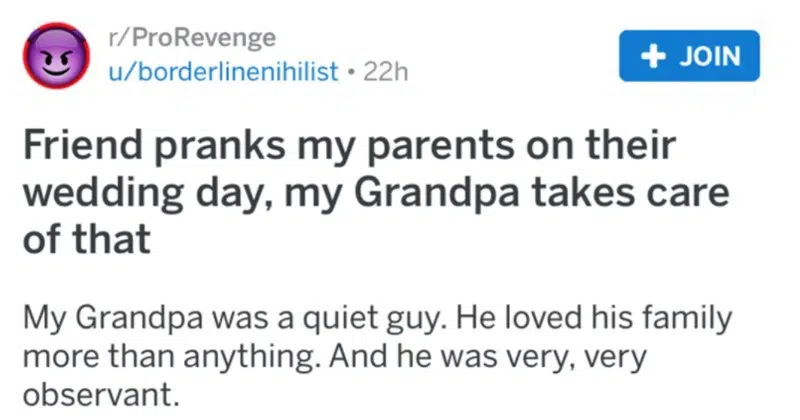 r/ProRevenge
u/borderlinenihilist • 22h
+ JOIN
Friend pranks my parents on their
wedding day, my Grandpa takes care
of that
My Grandpa was a quiet guy. He loved his family
more than anything. And he was very, very
observant.